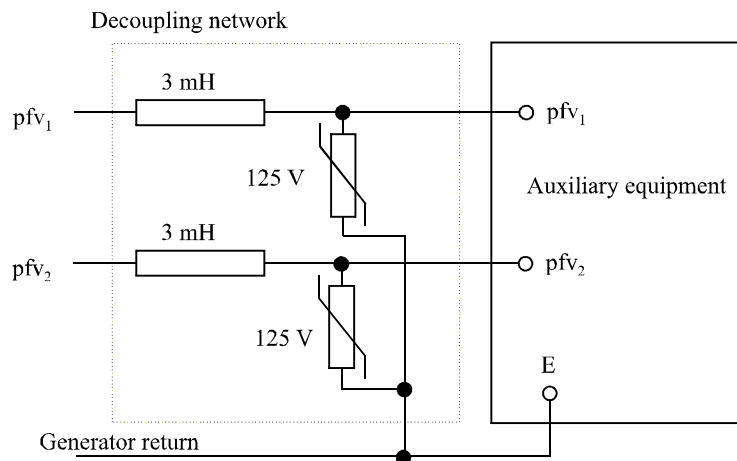 Decoupling network
3 mH
pfv₁
pfv₁
125 V
Auxiliary equipment
3 mH
pfv₂
pfv₂
125 V
E
Generator return